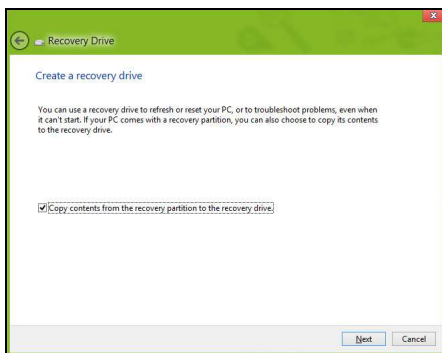 Recovery Drive
Create a recovery drive
You can use a recovery drive to refresh or reset your PC, or to troubleshoot problems, even when
it can't start. If your PC comes with a recovery partition, you can also choose to copy its contents
to the recovery drive.
Copy contents from the recovery partition to the recovery drive.
Next Cancel